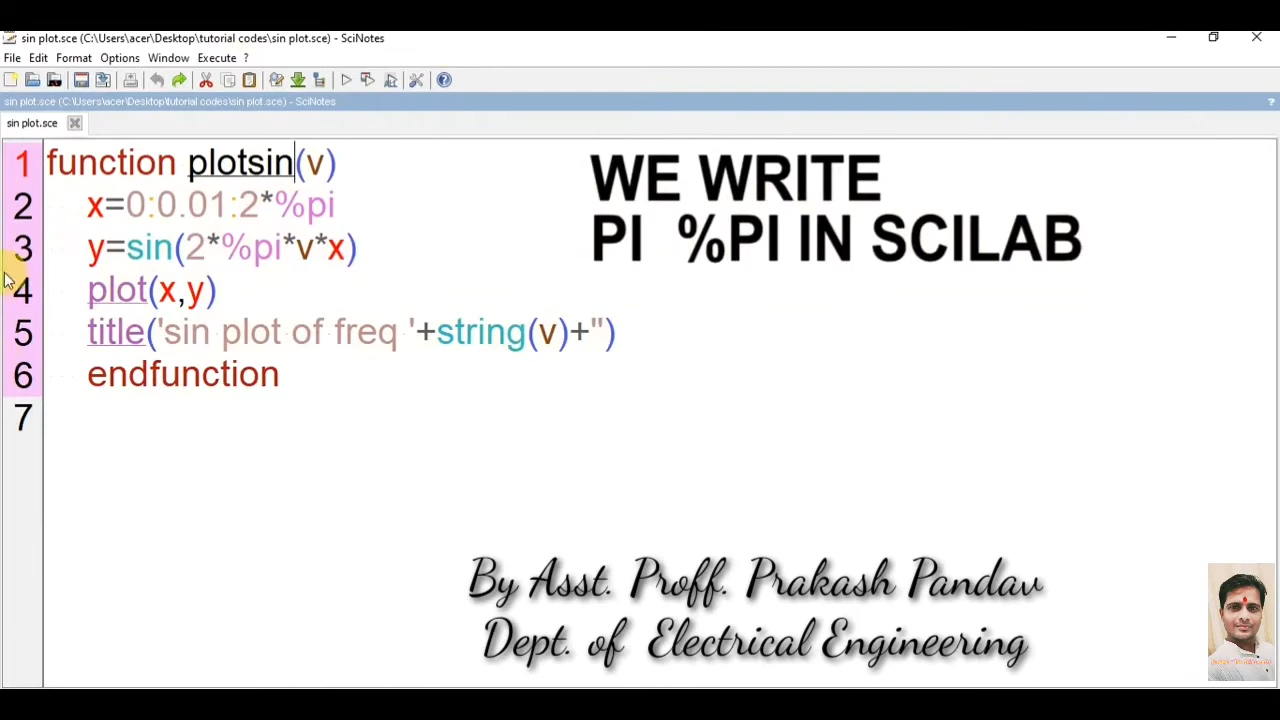 sin plot.sce (C:\Users\acer\Desktop\tutorial codes\sin plot.sce) - SciNotes
File Edit Format Options Window Execute ?
sin plot.sce (C:\Users\acer\Desktop\tutorial codes\sin plot.sce) - SciNotes
?
sin plot.sce
1 function plotsin(v)
2 x=0:0.01:2*%pi
3 y=sin(2*%pi*v*x)
4 plot(x,y)
5 title('sin plot of freq '+string(v)+'')
6 endfunction
7
WE WRITE
PI %PI IN SCILAB
By Asst. Proff. Prakash Pandav
Dept. of Electrical Engineering